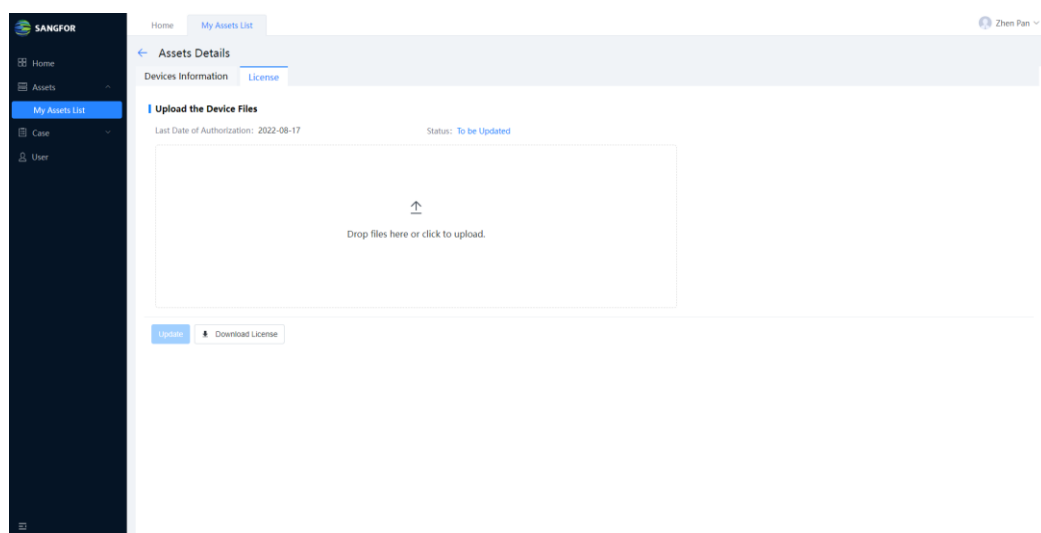 SANGFOR
Home
Assets
My Assets List
Case
User
Home My Assets List
Zhen Pan
Assets Details
Devices Information License
Upload the Device Files
Last Date of Authorization: 2022-08-17 Status: To be Updated
Drop files here or click to upload.
Update Download License